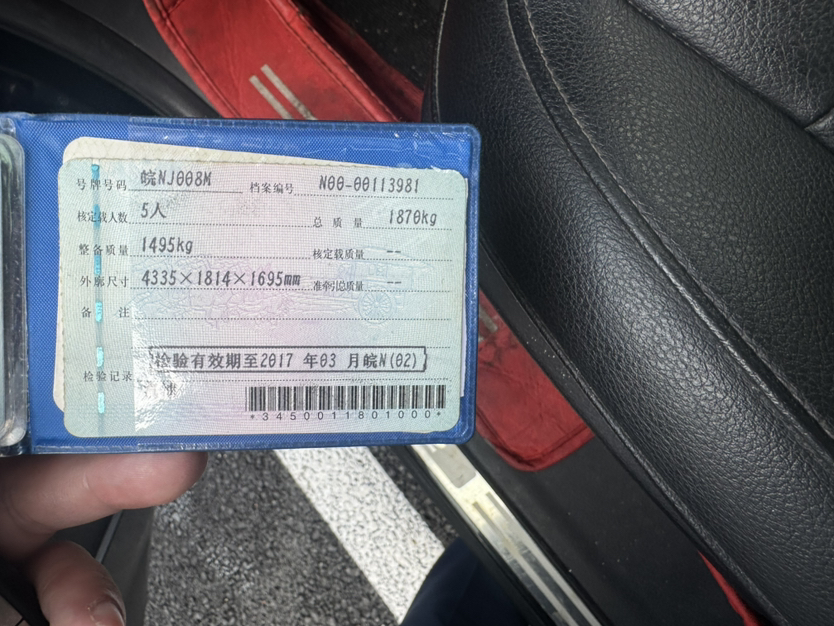 号牌号码 皖NJ008M 档案编号 N00-00113981
核定载人数 5人 总质量 1870kg
整备质量 1495kg 核定载质量 --
外廓尺寸 4335×1814×1695mm 准牵引总质量 --
备注
检验有效期至2017 年03 月皖N(02)
检验记录
*3450011801000*